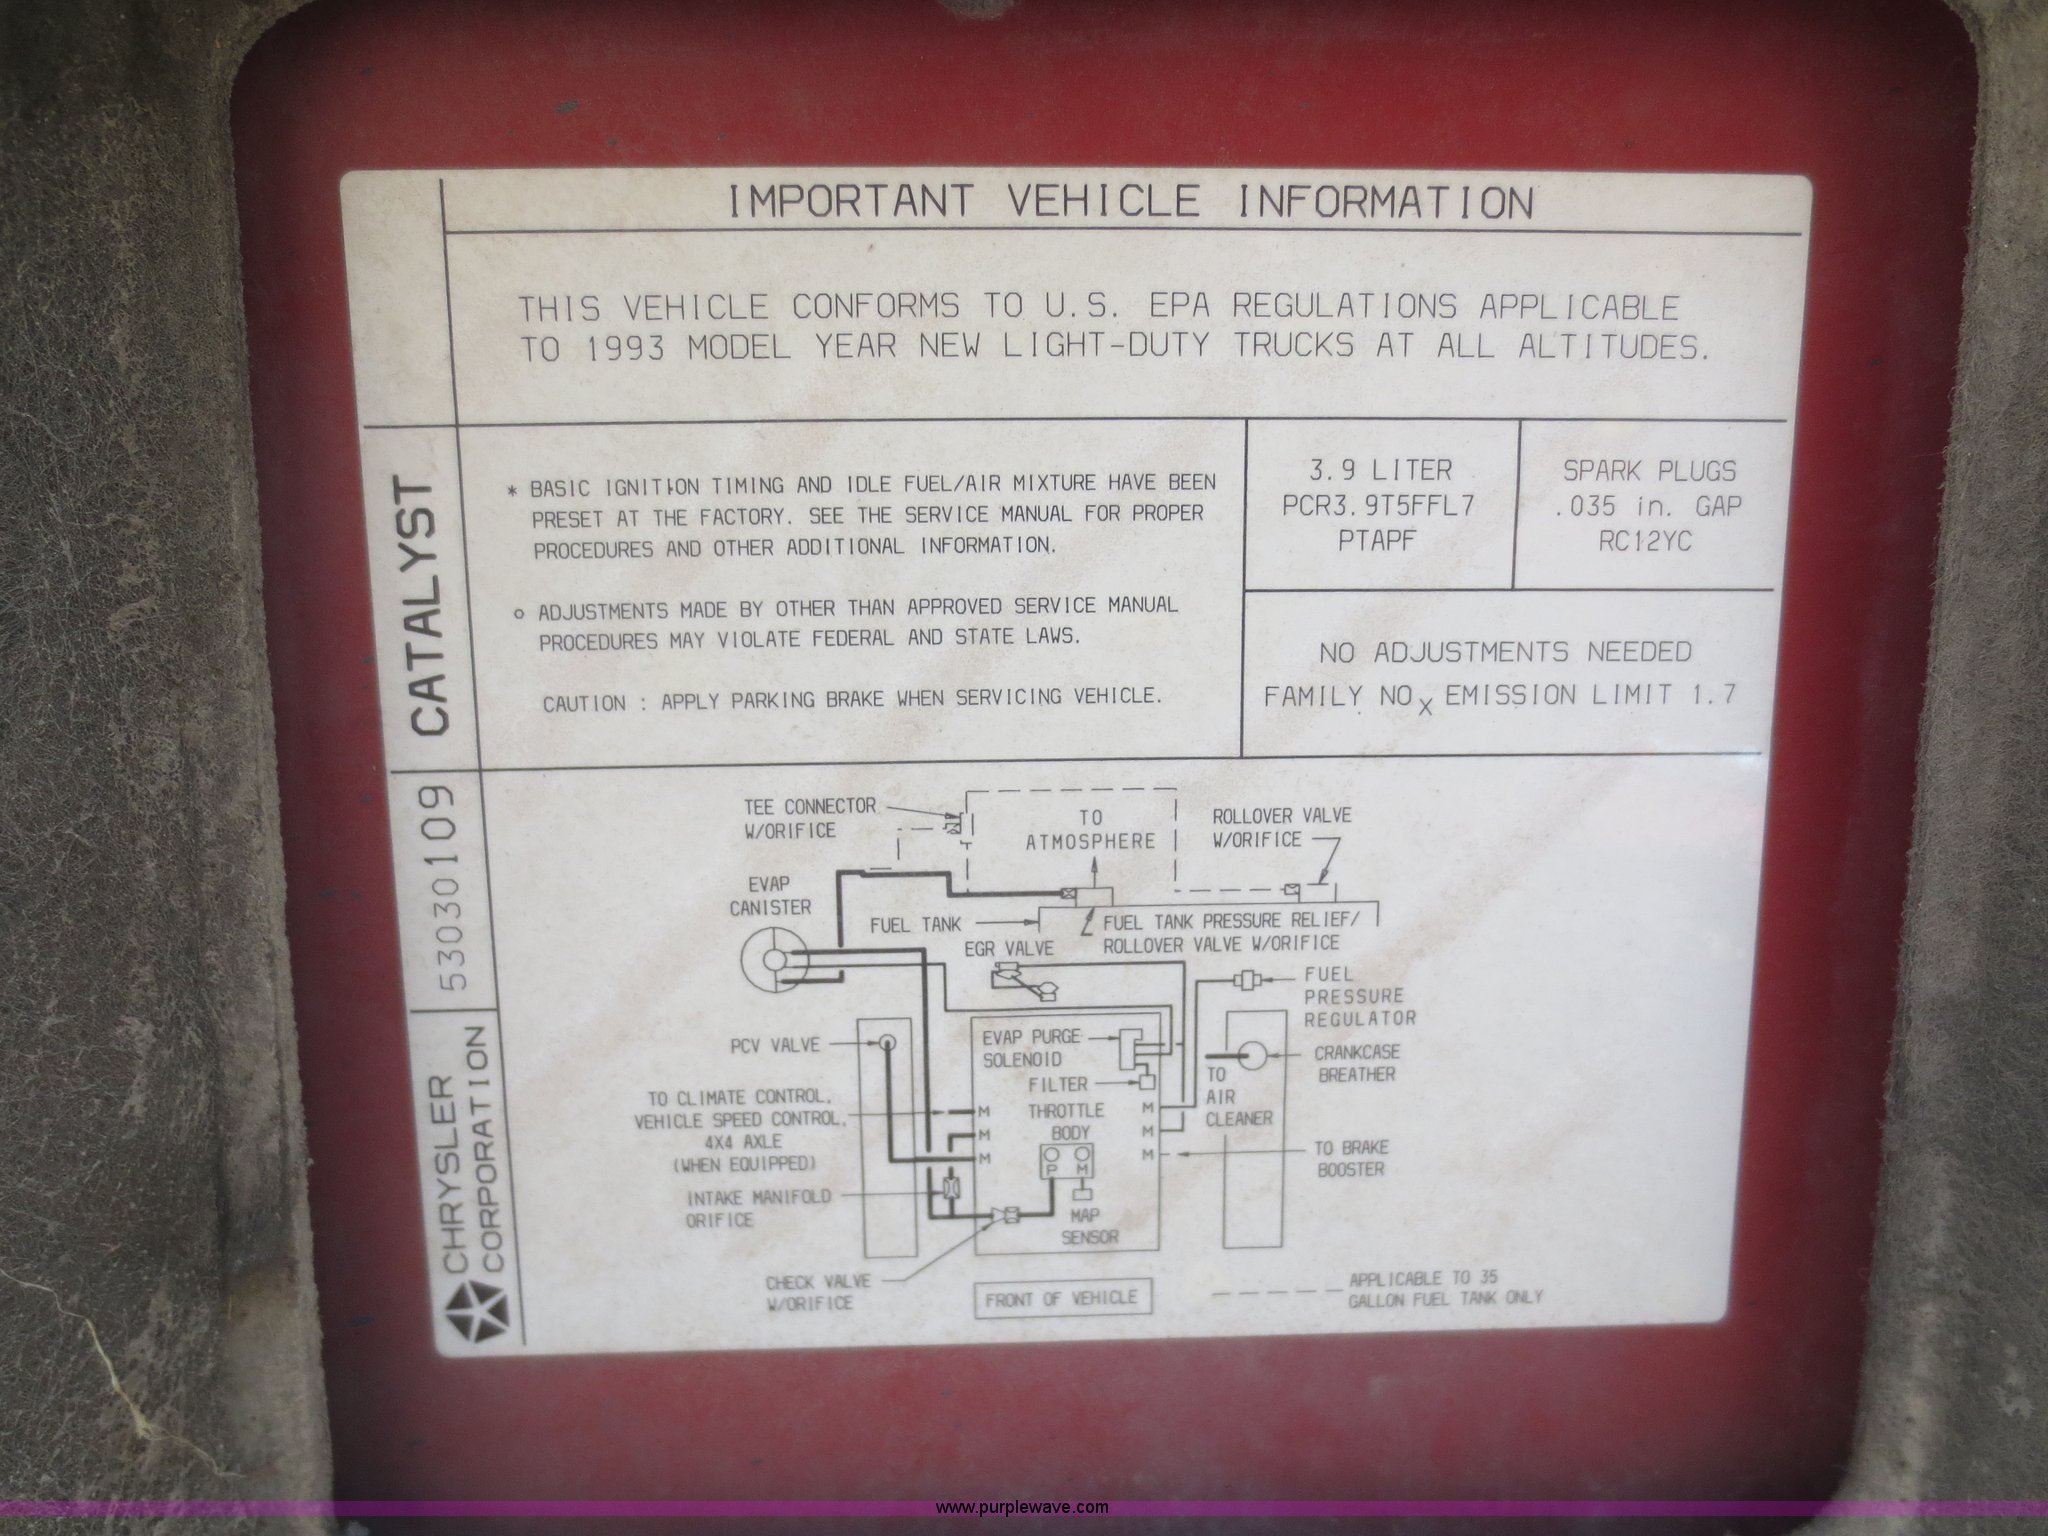 IMPORTANT VEHICLE INFORMATION
THIS VEHICLE CONFORMS TO U.S. EPA REGULATIONS APPLICABLE
TO 1993 MODEL YEAR NEW LIGHT-DUTY TRUCKS AT ALL ALTITUDES.
CATALYST
53030109
CHRYSLER
CORPORATION
* BASIC IGNITION TIMING AND IDLE FUEL/AIR MIXTURE HAVE BEEN
PRESET AT THE FACTORY. SEE THE SERVICE MANUAL FOR PROPER
PROCEDURES AND OTHER ADDITIONAL INFORMATION.
o ADJUSTMENTS MADE BY OTHER THAN APPROVED SERVICE MANUAL
PROCEDURES MAY VIOLATE FEDERAL AND STATE LAWS.
CAUTION : APPLY PARKING BRAKE WHEN SERVICING VEHICLE.
3.9 LITER
PCR3.9T5FFL7
PTAPF
SPARK PLUGS
.035 in. GAP
RC12YC
NO ADJUSTMENTS NEEDED
FAMILY NOX EMISSION LIMIT 1.7
TEE CONNECTOR
W/ORIFICE
TO
ATMOSPHERE
ROLLOVER VALVE
W/ORIFICE
EVAP
CANISTER
FUEL TANK
FUEL TANK PRESSURE RELIEF/
ROLLOVER VALVE W/ORIFICE
EGR VALVE
FUEL
PRESSURE
REGULATOR
PCV VALVE
EVAP PURGE
SOLENOID
FILTER
CRANKCASE
BREATHER
TO
AIR
CLEANER
TO CLIMATE CONTROL,
VEHICLE SPEED CONTROL,
4X4 AXLE
(WHEN EQUIPPED)
M
M
M
THROTTLE
BODY
P M
M
M
M
TO BRAKE
BOOSTER
INTAKE MANIFOLD
ORIFICE
MAP
SENSOR
CHECK VALVE
W/ORIFICE
FRONT OF VEHICLE
APPLICABLE TO 35
GALLON FUEL TANK ONLY
www.purplewave.com